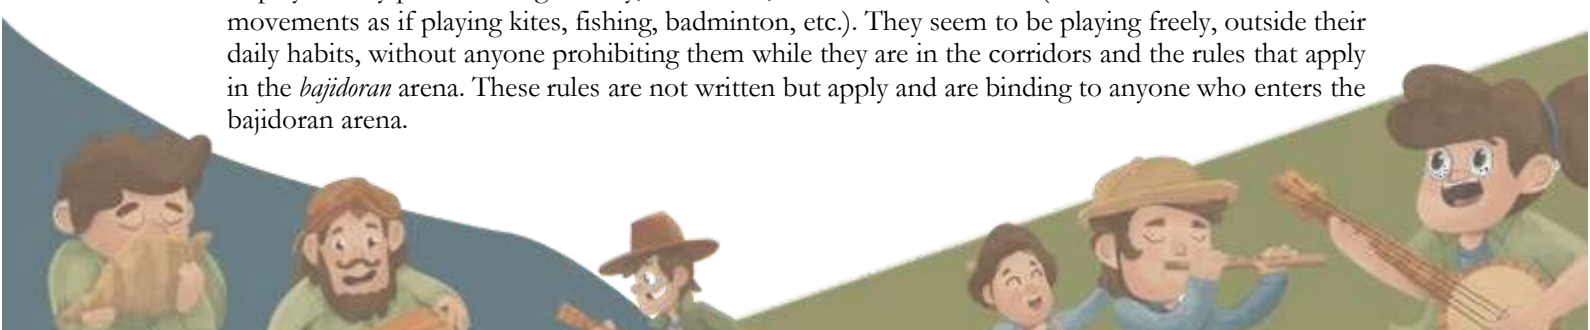 movements as if playing kites, fishing, badminton, etc.). They seem to be playing freely, outside their
daily habits, without anyone prohibiting them while they are in the corridors and the rules that apply
in the bajidoran arena. These rules are not written but apply and are binding to anyone who enters the
bajidoran arena.